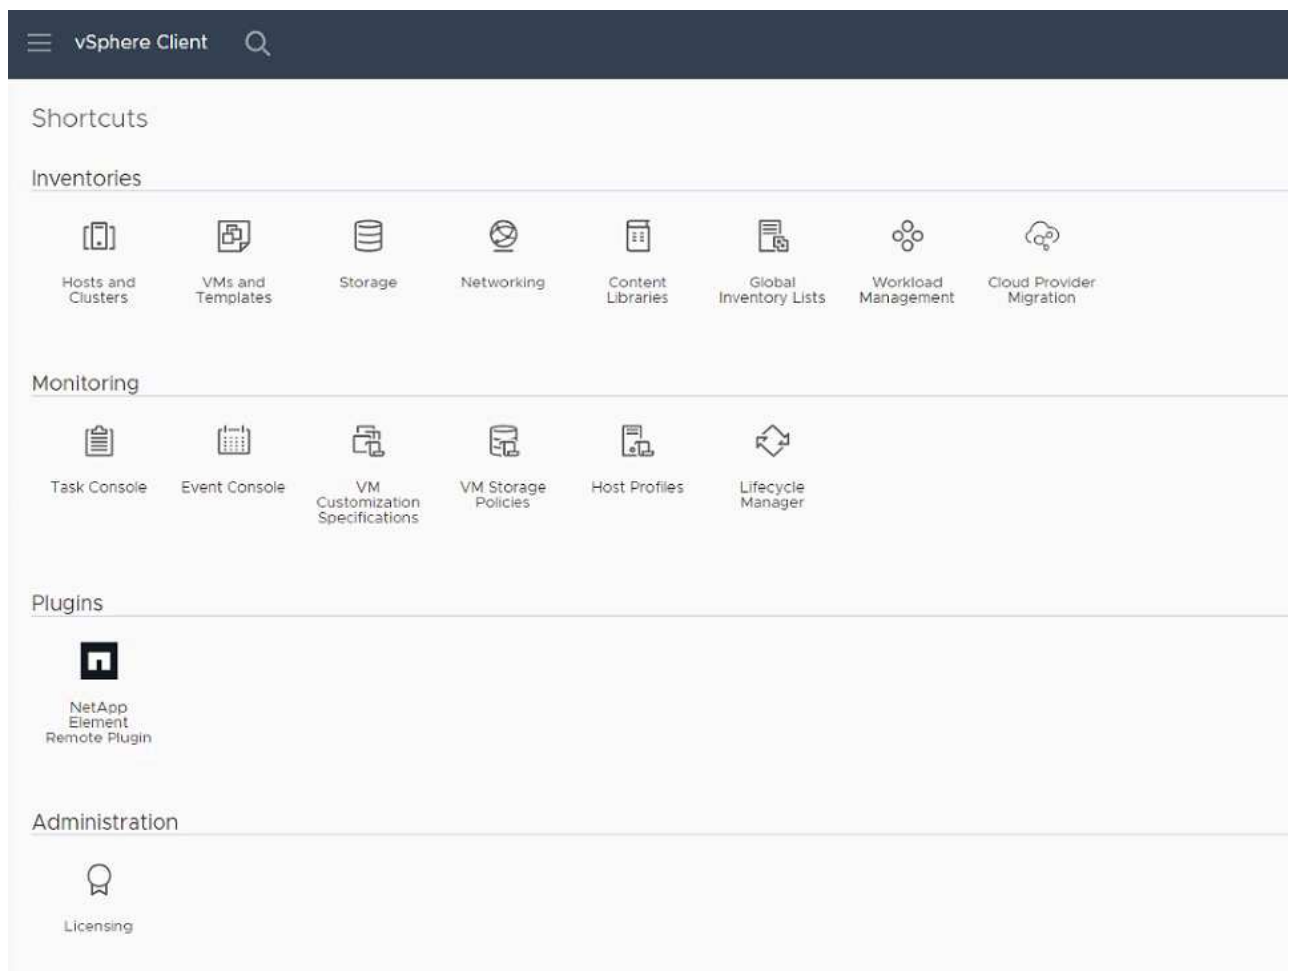 vSphere Client
Shortcuts
Inventories
Hosts and
Clusters
VMs and
Templates
Storage
Networking
Content
Libraries
Global
Inventory Lists
Workload
Management
Cloud Provider
Migration
Monitoring
Task Console
Event Console
VM
Customization
Specifications
VM Storage
Policies
Host Profiles
Lifecycle
Manager
Plugins
NetApp
Element
Remote Plugin
Administration
Licensing